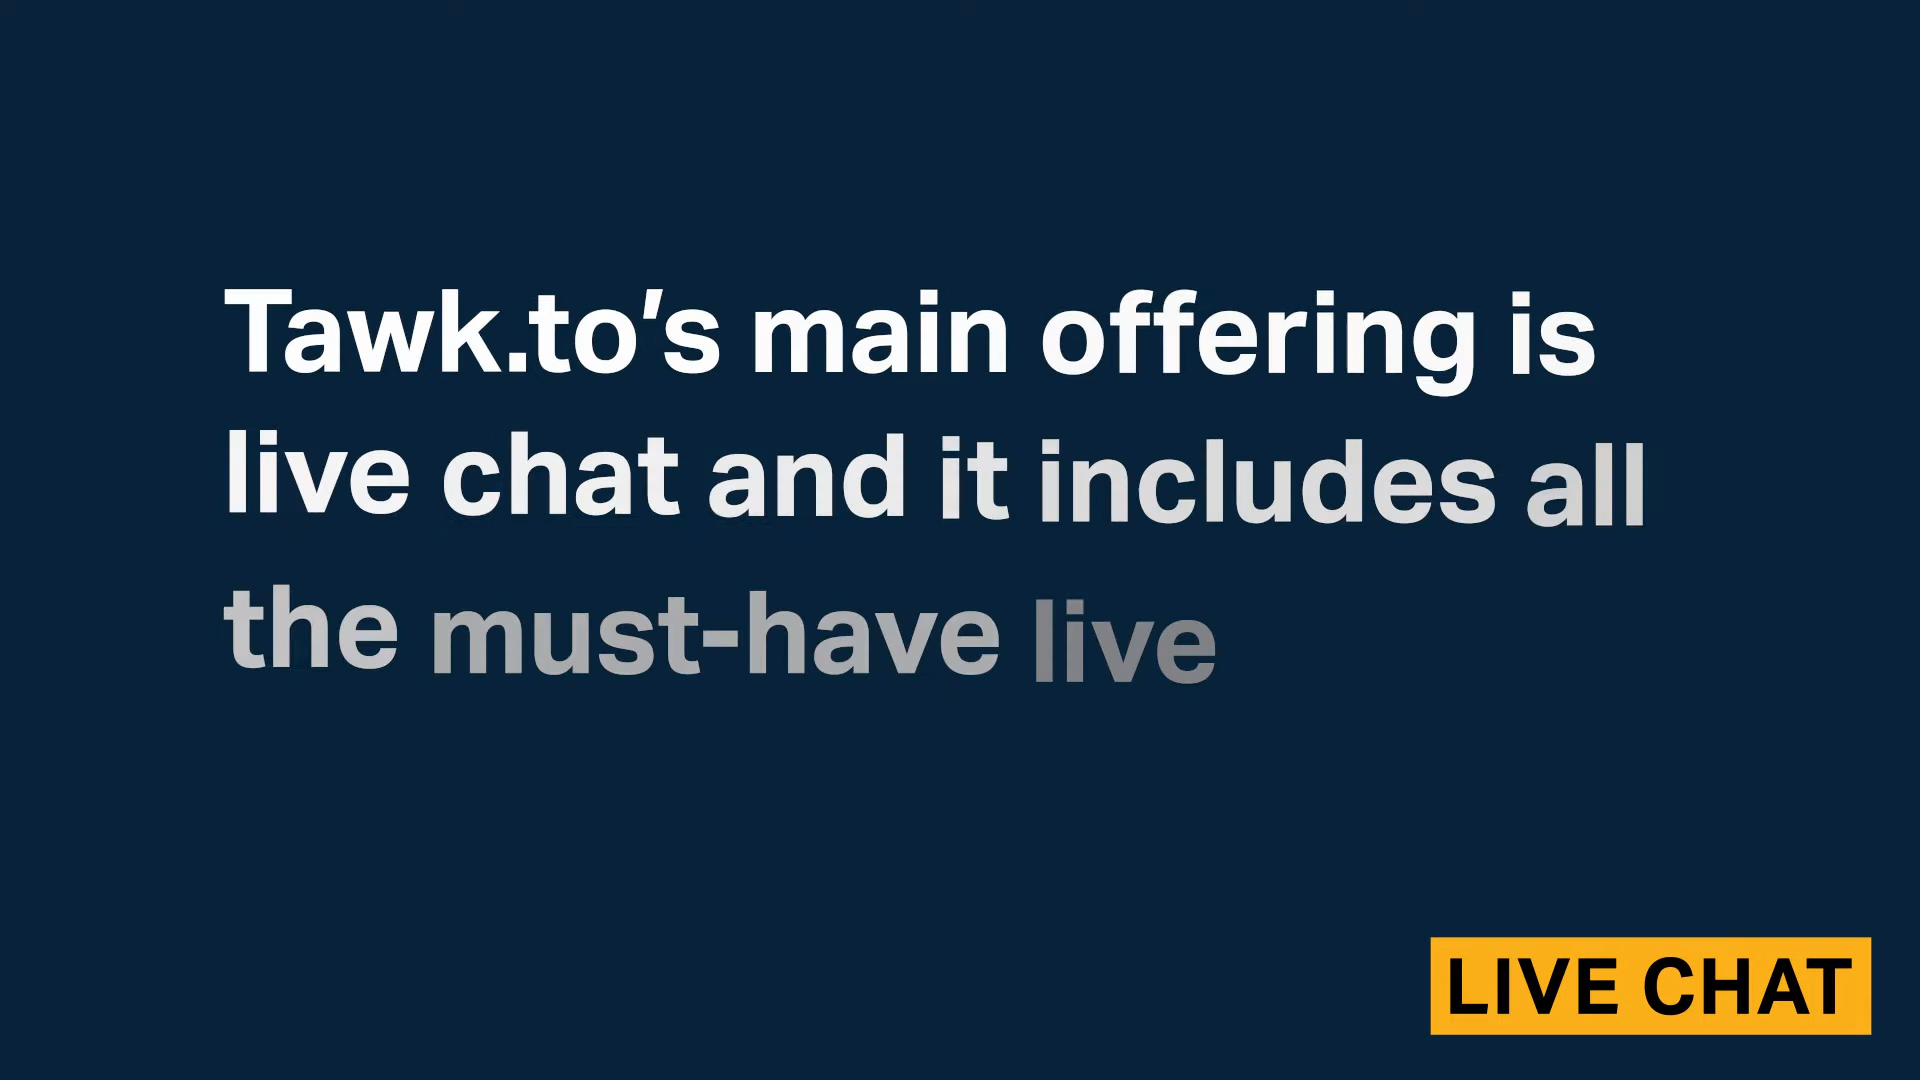 Tawk.to's main offering is
live chat and it includes all
the must-have live
LIVE CHAT